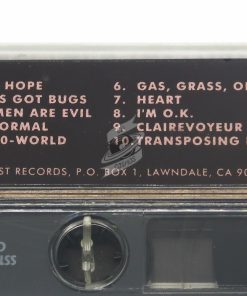 HOPE 6. GAS, GRASS, O
S GOT BUGS 7. HEART
MEN ARE EVIL 8. I'M O.K.
ORMAL 9. CLAIREVOYEUR
0-WORLD 10. TRANSPOSING
ST RECORDS, P.O. BOX 1, LAWNDALE, CA 90